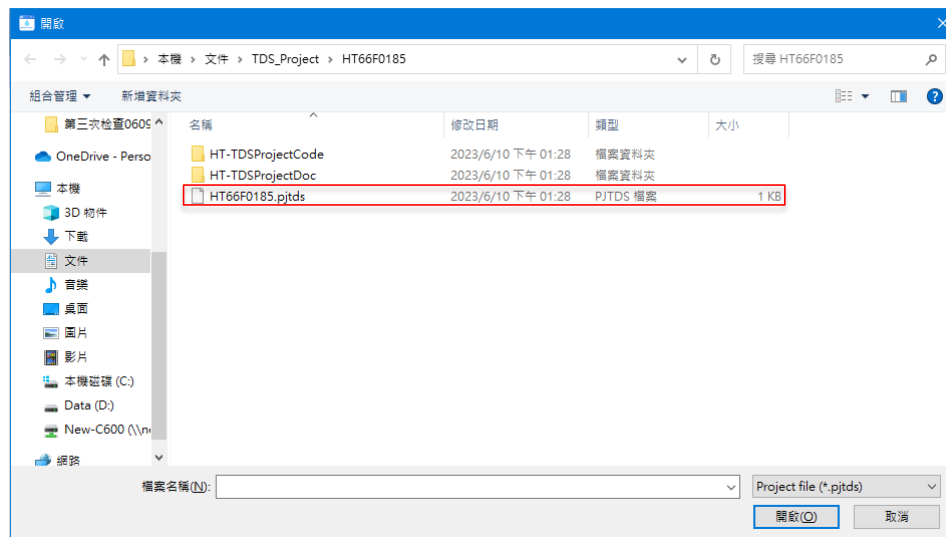 開啟
本機 › 文件 › TDS_Project › HT66F0185
搜尋 HT66F0185
組合管理 新增資料夾
第三次检查0609
OneDrive - Perso
本機
3D 物件
下載
文件
音樂
桌面
圖片
影片
本機磁碟 (C:)
Data (D:)
New-C600 (\\n
網路
名稱 修改日期 類型 大小
HT-TDSProjectCode 2023/6/10 下午 01:28 檔案資料夾
HT-TDSProjectDoc 2023/6/10 下午 01:28 檔案資料夾
HT66F0185.pjtds 2023/6/10 下午 01:28 PJTDS 檔案 1 KB
檔案名稱(N): Project file (*.pjtds)
開啟(O) 取消